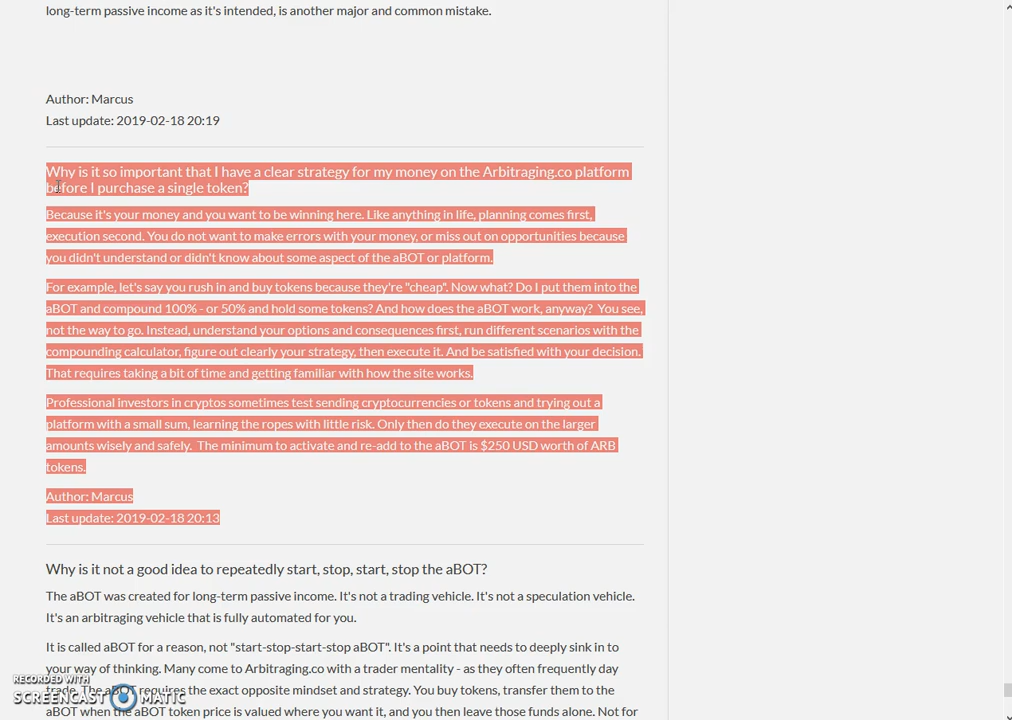 long-term passive income as it's intended, is another major and common mistake.
Author: Marcus
Last update: 2019-02-18 20:19
Why is it so important that I have a clear strategy for my money on the Arbitraging.co platform
before I purchase a single token?
Because it's your money and you want to be winning here. Like anything in life, planning comes first,
execution second. You do not want to make errors with your money, or miss out on opportunities because
you didn't understand or didn't know about some aspect of the aBOT or platform.
For example, let's say you rush in and buy tokens because they're "cheap". Now what? Do I put them into the
aBOT and compound 100% - or 50% and hold some tokens? And how does the aBOT work, anyway?  You see,
not the way to go. Instead, understand your options and consequences first, run different scenarios with the
compounding calculator, figure out clearly your strategy, then execute it. And be satisfied with your decision.
That requires taking a bit of time and getting familiar with how the site works.
Professional investors in cryptos sometimes test sending cryptocurrencies or tokens and trying out a
platform with a small sum, learning the ropes with little risk. Only then do they execute on the larger
amounts wisely and safely.  The minimum to activate and re-add to the aBOT is $250 USD worth of ARB
tokens.
Author: Marcus
Last update: 2019-02-18 20:13
Why is it not a good idea to repeatedly start, stop, start, stop the aBOT?
The aBOT was created for long-term passive income. It's not a trading vehicle. It's not a speculation vehicle.
It's an arbitraging vehicle that is fully automated for you.
It is called aBOT for a reason, not "start-stop-start-stop aBOT". It's a point that needs to deeply sink in to
your way of thinking. Many come to Arbitraging.co with a trader mentality - as they often frequently day
trade. The aBOT requires the exact opposite mindset and strategy. You buy tokens, transfer them to the
aBOT when the aBOT token price is valued where you want it, and you then leave those funds alone. Not for
RECORDED WITH
SCREENCAST MATIC